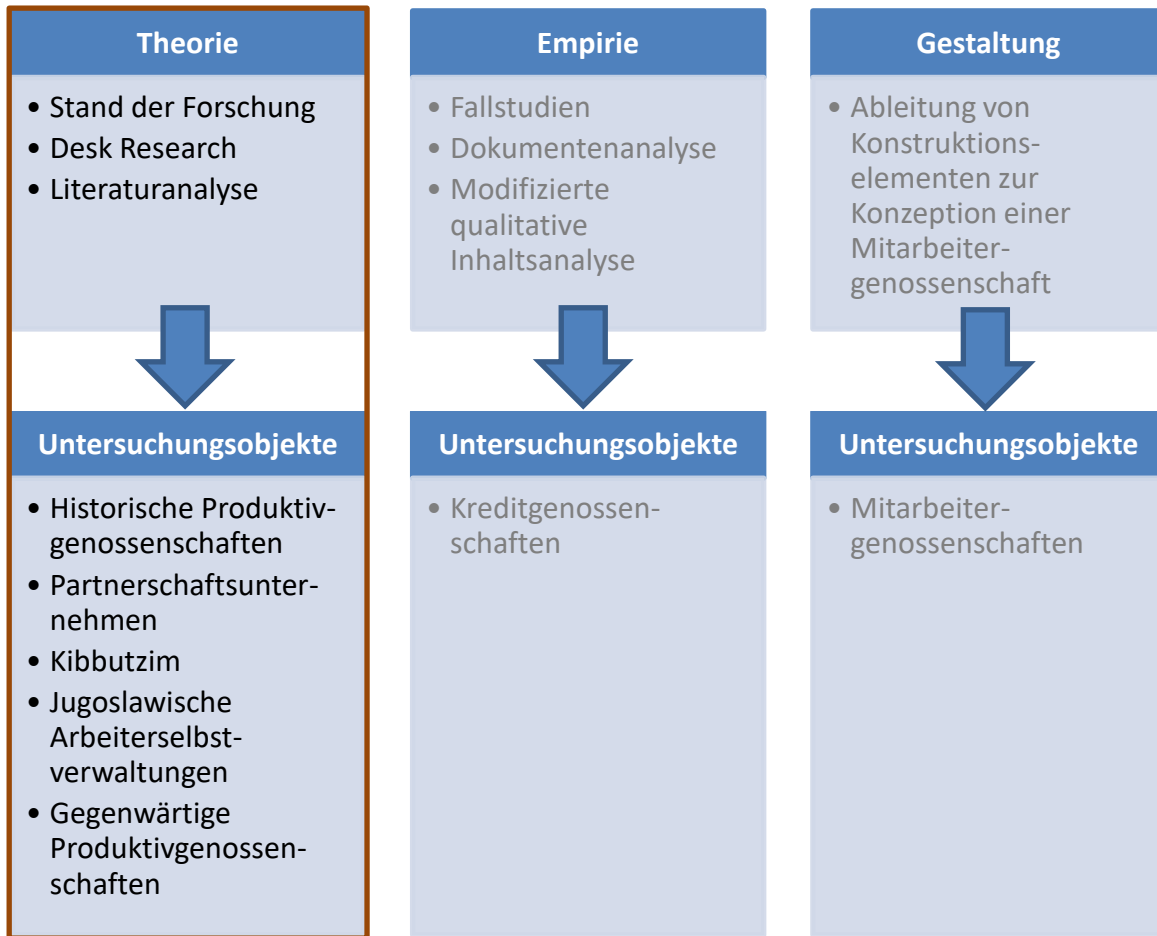 Theorie
• Stand der Forschung
• Desk Research
• Literaturanalyse
Untersuchungsobjekte
• Historische Produktiv-
genossenschaften
• Partnerschaftsunter-
nehmen
• Kibbutzim
• Jugoslawische
Arbeiterselbst-
verwaltungen
• Gegenwärtige
Produktivgenossen-
schaften
Empirie
• Fallstudien
• Dokumentenanalyse
• Modifizierte
qualitative
Inhaltsanalyse
Untersuchungsobjekte
• Kreditgenossen-
schaften
Gestaltung
• Ableitung von
Konstruktions-
elementen zur
Konzeption einer
Mitarbeiter-
genossenschaft
Untersuchungsobjekte
• Mitarbeiter-
genossenschaften